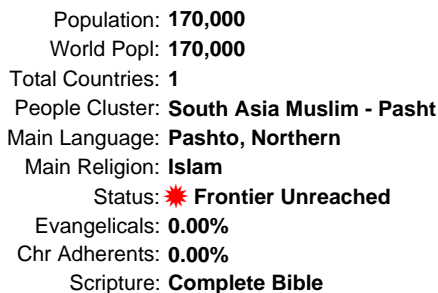 Population: 170,000
World Popl: 170,000
Total Countries: 1
People Cluster: South Asia Muslim - Pasht
Main Language: Pashto, Northern
Main Religion: Islam
Status: Frontier Unreached
Evangelicals: 0.00%
Chr Adherents: 0.00%
Scripture: Complete Bible